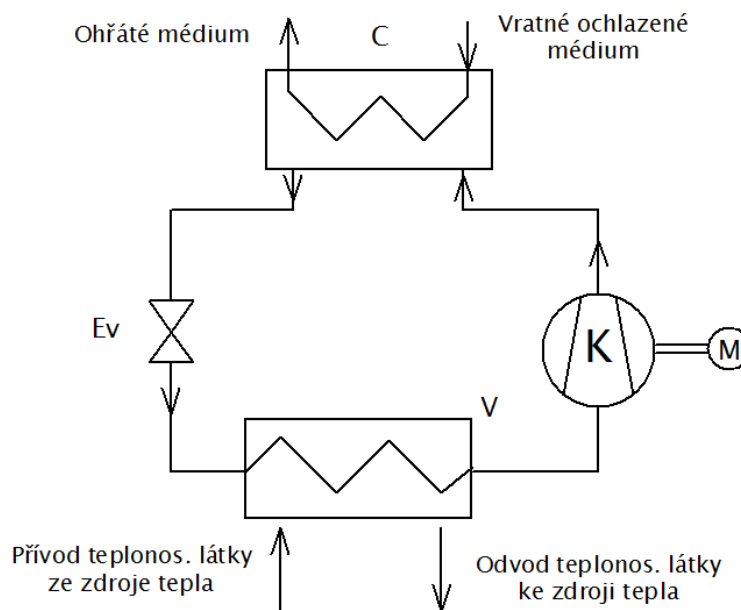 Ohřáté médium
C
Vratné ochlazené
médium
Ev
K
M
V
Přívod teplonos. látky
ze zdroje tepla
Odvod teplonos. látky
ke zdroji tepla